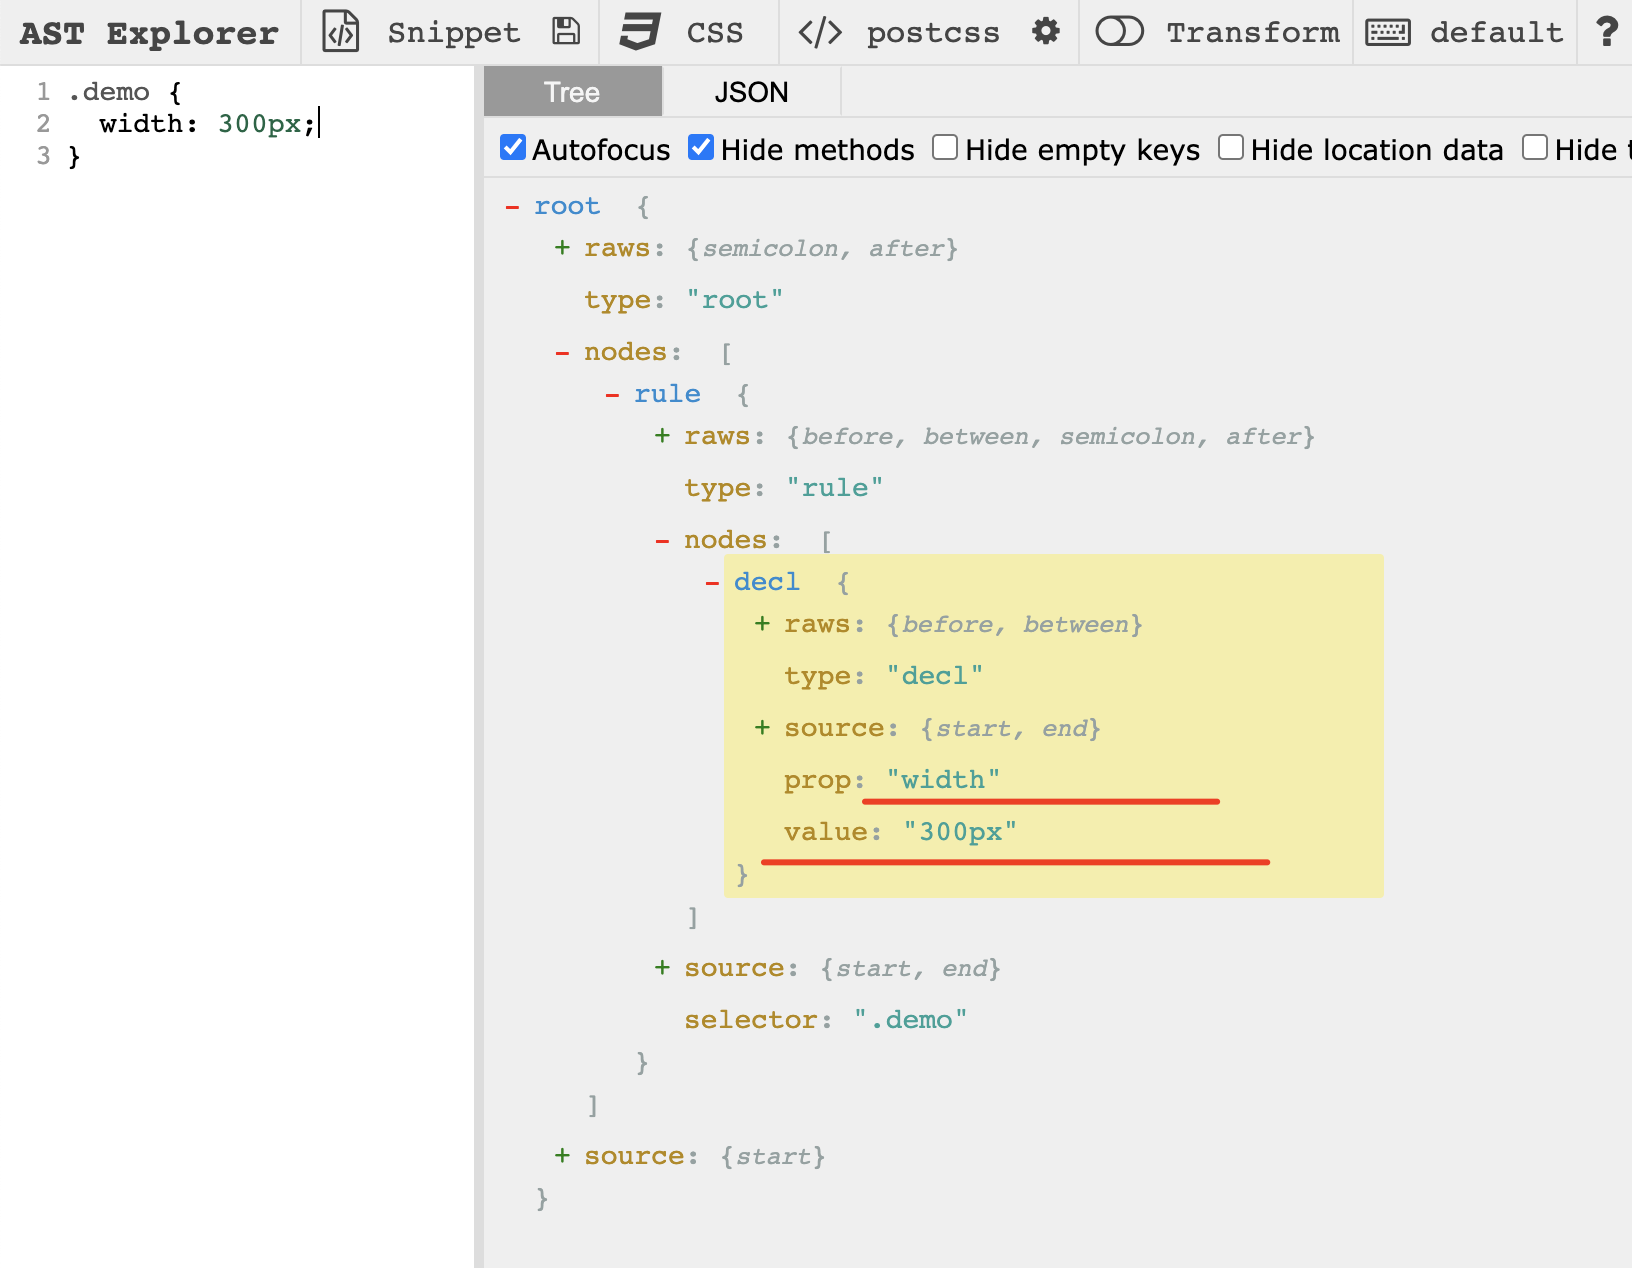 AST Explorer Snippet CSS </> postcss Transform default ?
Tree JSON
Autofocus Hide methods Hide empty keys Hide location data Hide t
1 .demo {
2 width: 300px;
3 }
- root {
+ raws: {semicolon, after}
type: "root"
- nodes: [
- rule {
+ raws: {before, between, semicolon, after}
type: "rule"
- nodes: [
- decl {
+ raws: {before, between}
type: "decl"
+ source: {start, end}
prop: "width"
value: "300px"
}
]
+ source: {start, end}
selector: ".demo"
}
]
+ source: {start}
}